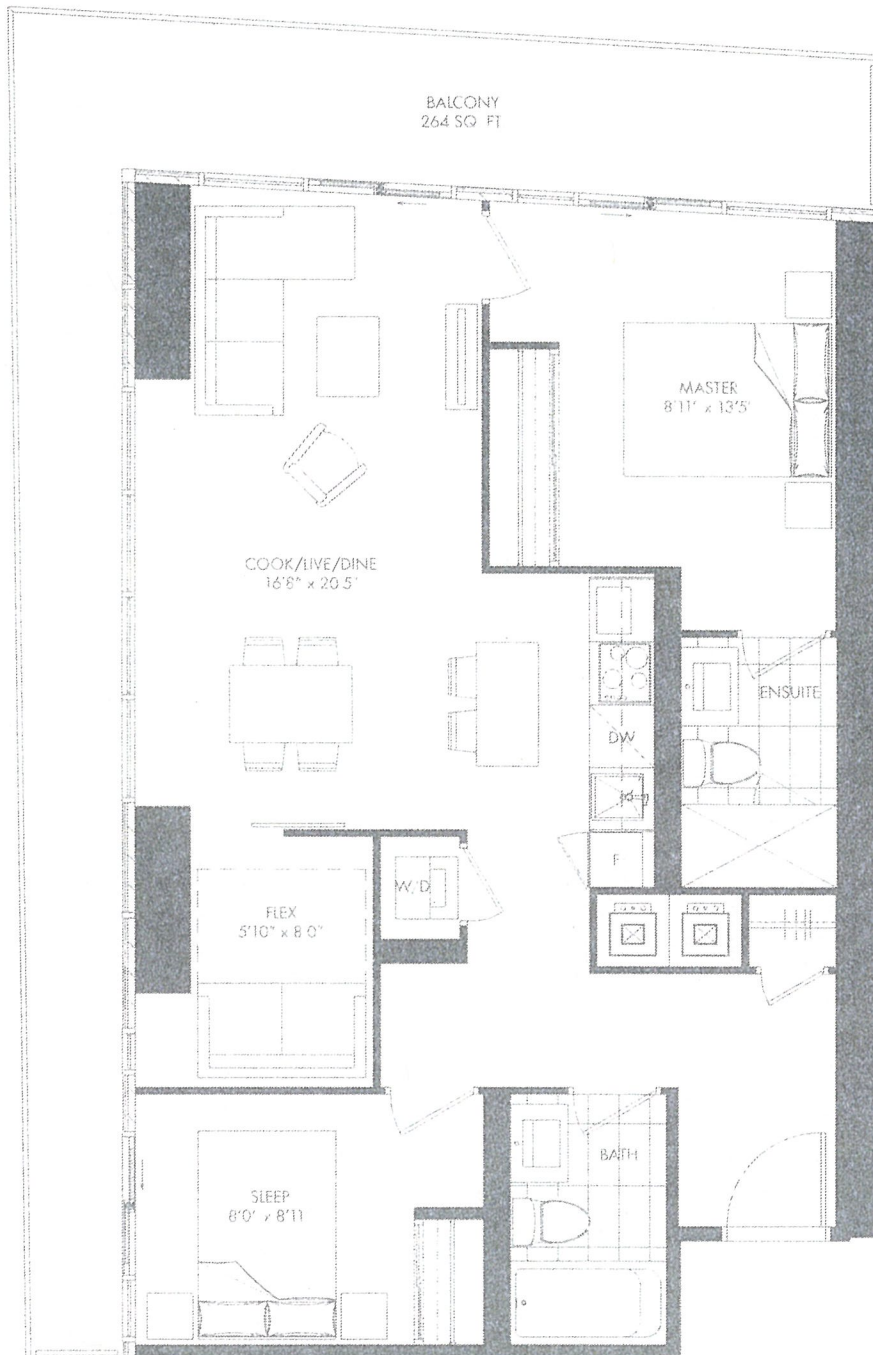 BALCONY
264 SQ FT
MASTER
8'11" x 13'5"
COOK/LIVE/DINE
16'8" x 20'5"
ENSUITE
DW
F
W/D
FLEX
5'10" x 8'0"
BATH
SLEEP
8'0" x 8'11